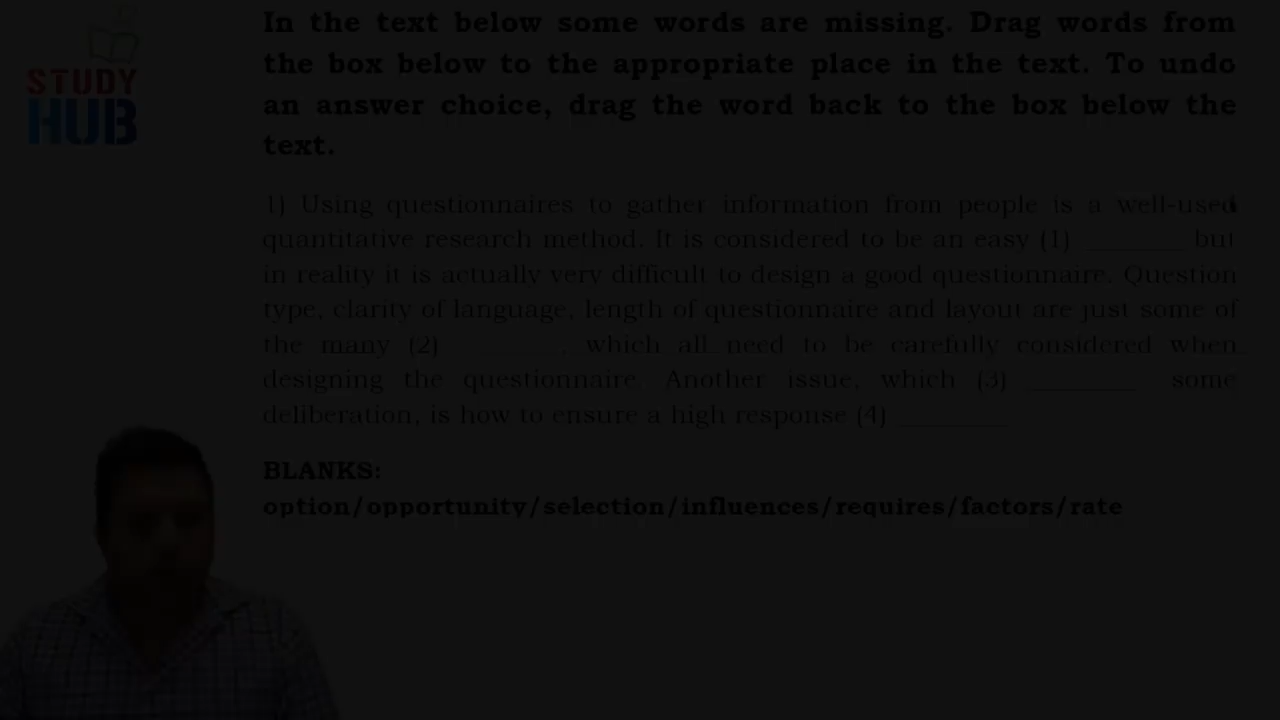 STUDY
HUB
In the text below some words are missing. Drag words from
the box below to the appropriate place in the text. To undo
an answer choice, drag the word back to the box below the
text.
1) Using questionnaires to gather information from people is a well-used
quantitative research method. It is considered to be an easy (1) ________ but
in reality it is actually very difficult to design a good questionnaire. Question
type, clarity of language, length of questionnaire and layout are just some of
the many (2) ________, which all need to be carefully considered when
designing the questionnaire. Another issue, which (3) ________ some
deliberation, is how to ensure a high response (4) ________
BLANKS:
option/opportunity/selection/influences/requires/factors/rate